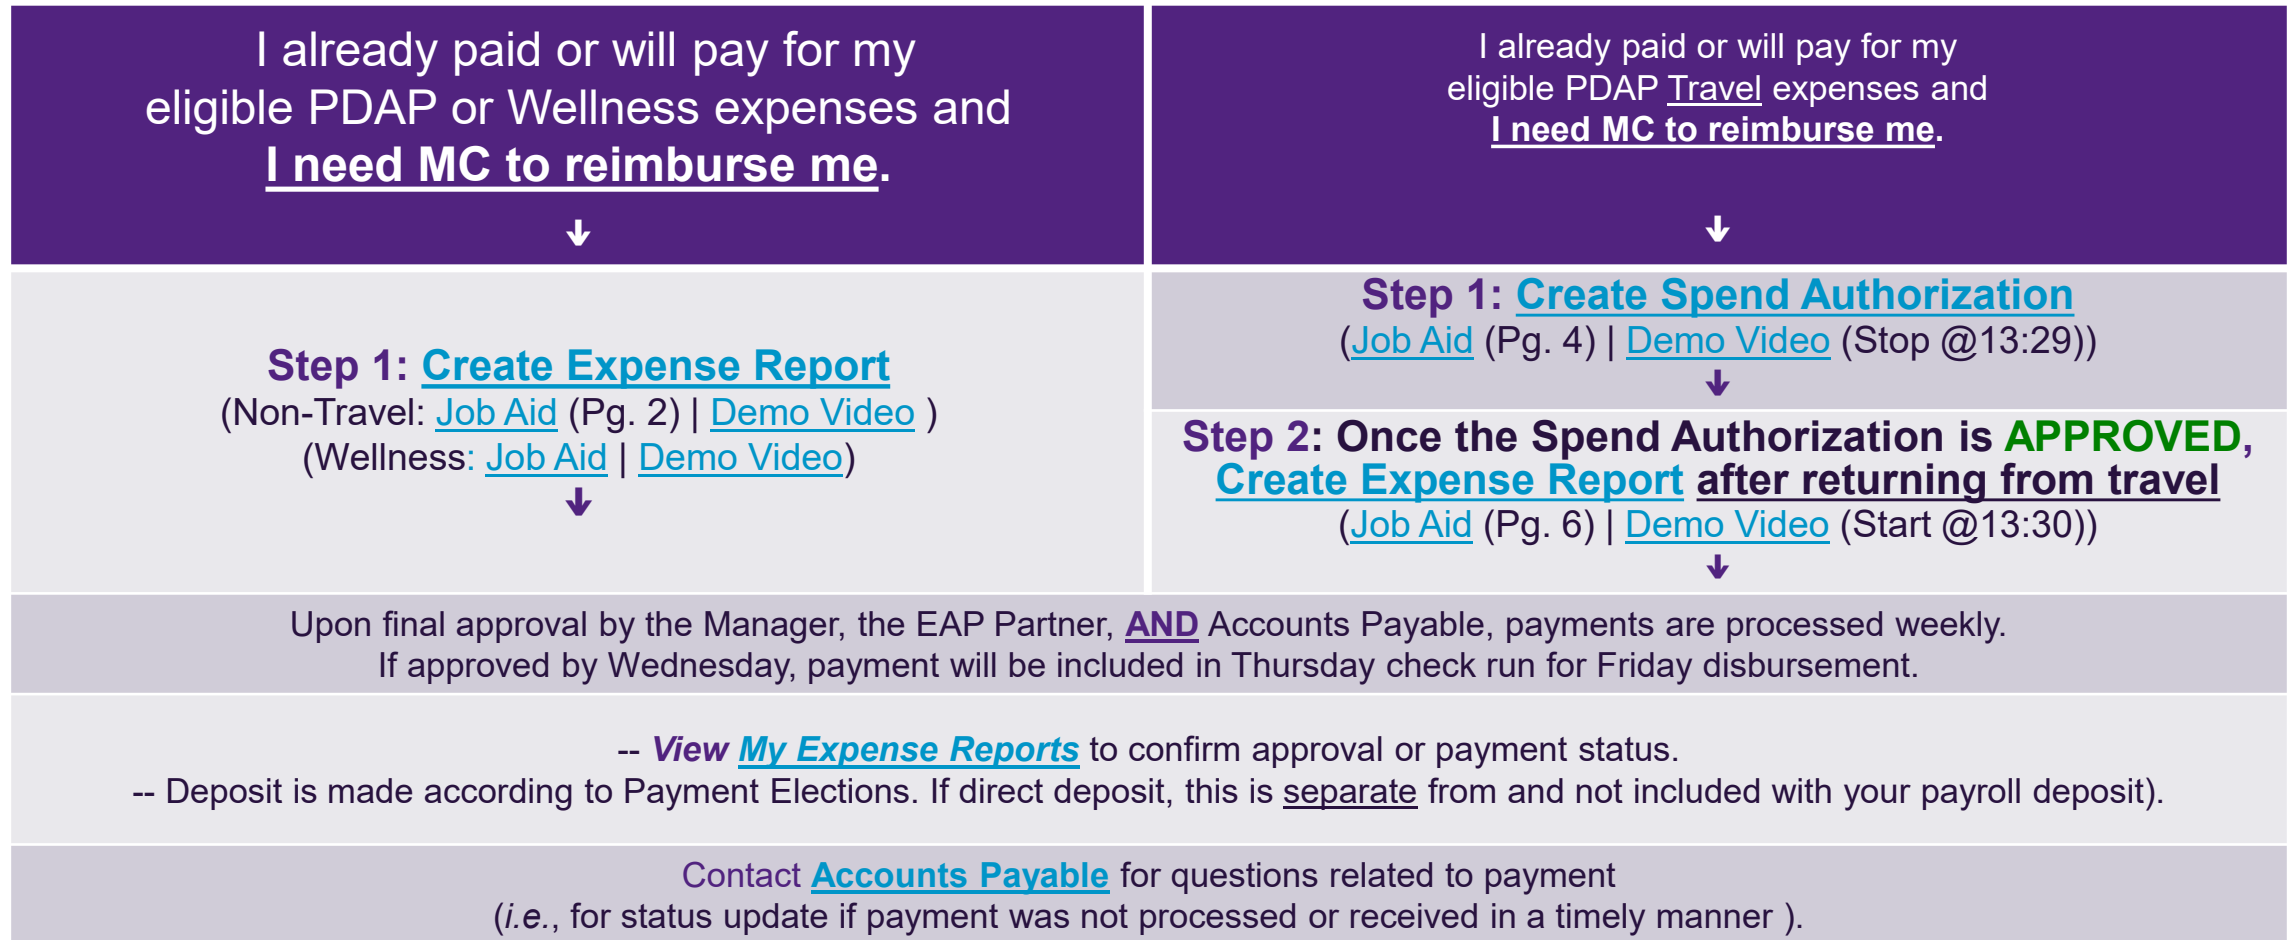 I already paid or will pay for my
eligible PDAP or Wellness expenses and
I need MC to reimburse me.
↓
Step 1: Create Expense Report
(Non-Travel: Job Aid (Pg. 2) | Demo Video )
(Wellness: Job Aid | Demo Video)
↓
I already paid or will pay for my
eligible PDAP Travel expenses and
I need MC to reimburse me.
↓
Step 1: Create Spend Authorization
(Job Aid (Pg. 4) | Demo Video (Stop @13:29))
↓
Step 2: Once the Spend Authorization is APPROVED,
Create Expense Report after returning from travel
(Job Aid (Pg. 6) | Demo Video (Start @13:30))
↓
Upon final approval by the Manager, the EAP Partner, AND Accounts Payable, payments are processed weekly.
If approved by Wednesday, payment will be included in Thursday check run for Friday disbursement.
-- View My Expense Reports to confirm approval or payment status.
-- Deposit is made according to Payment Elections. If direct deposit, this is separate from and not included with your payroll deposit).
Contact Accounts Payable for questions related to payment
(i.e., for status update if payment was not processed or received in a timely manner ).